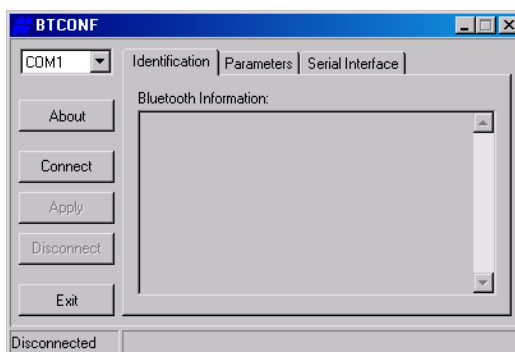 BTCONF
COM1
Identification
Parameters
Serial Interface
Bluetooth Information:
About
Connect
Apply
Disconnect
Exit
Disconnected